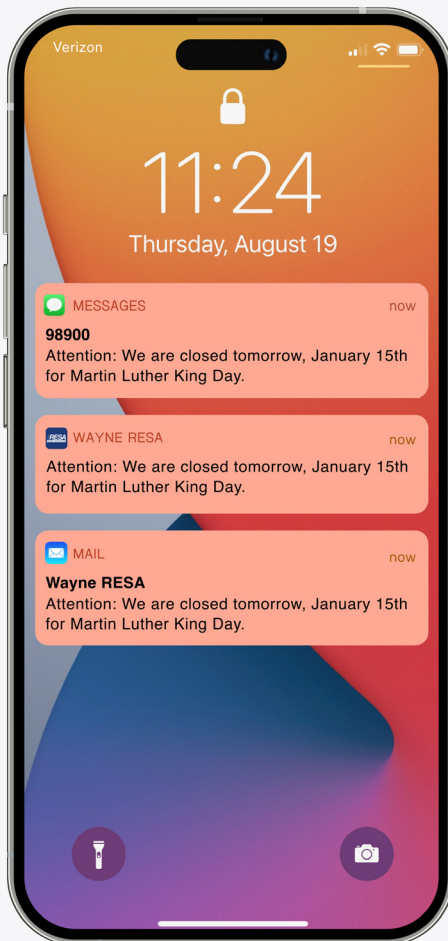 Verizon
11:24
Thursday, August 19
MESSAGES now
98900
Attention: We are closed tomorrow, January 15th
for Martin Luther King Day.
RESA WAYNE RESA now
Attention: We are closed tomorrow, January 15th
for Martin Luther King Day.
MAIL now
Wayne RESA
Attention: We are closed tomorrow, January 15th
for Martin Luther King Day.